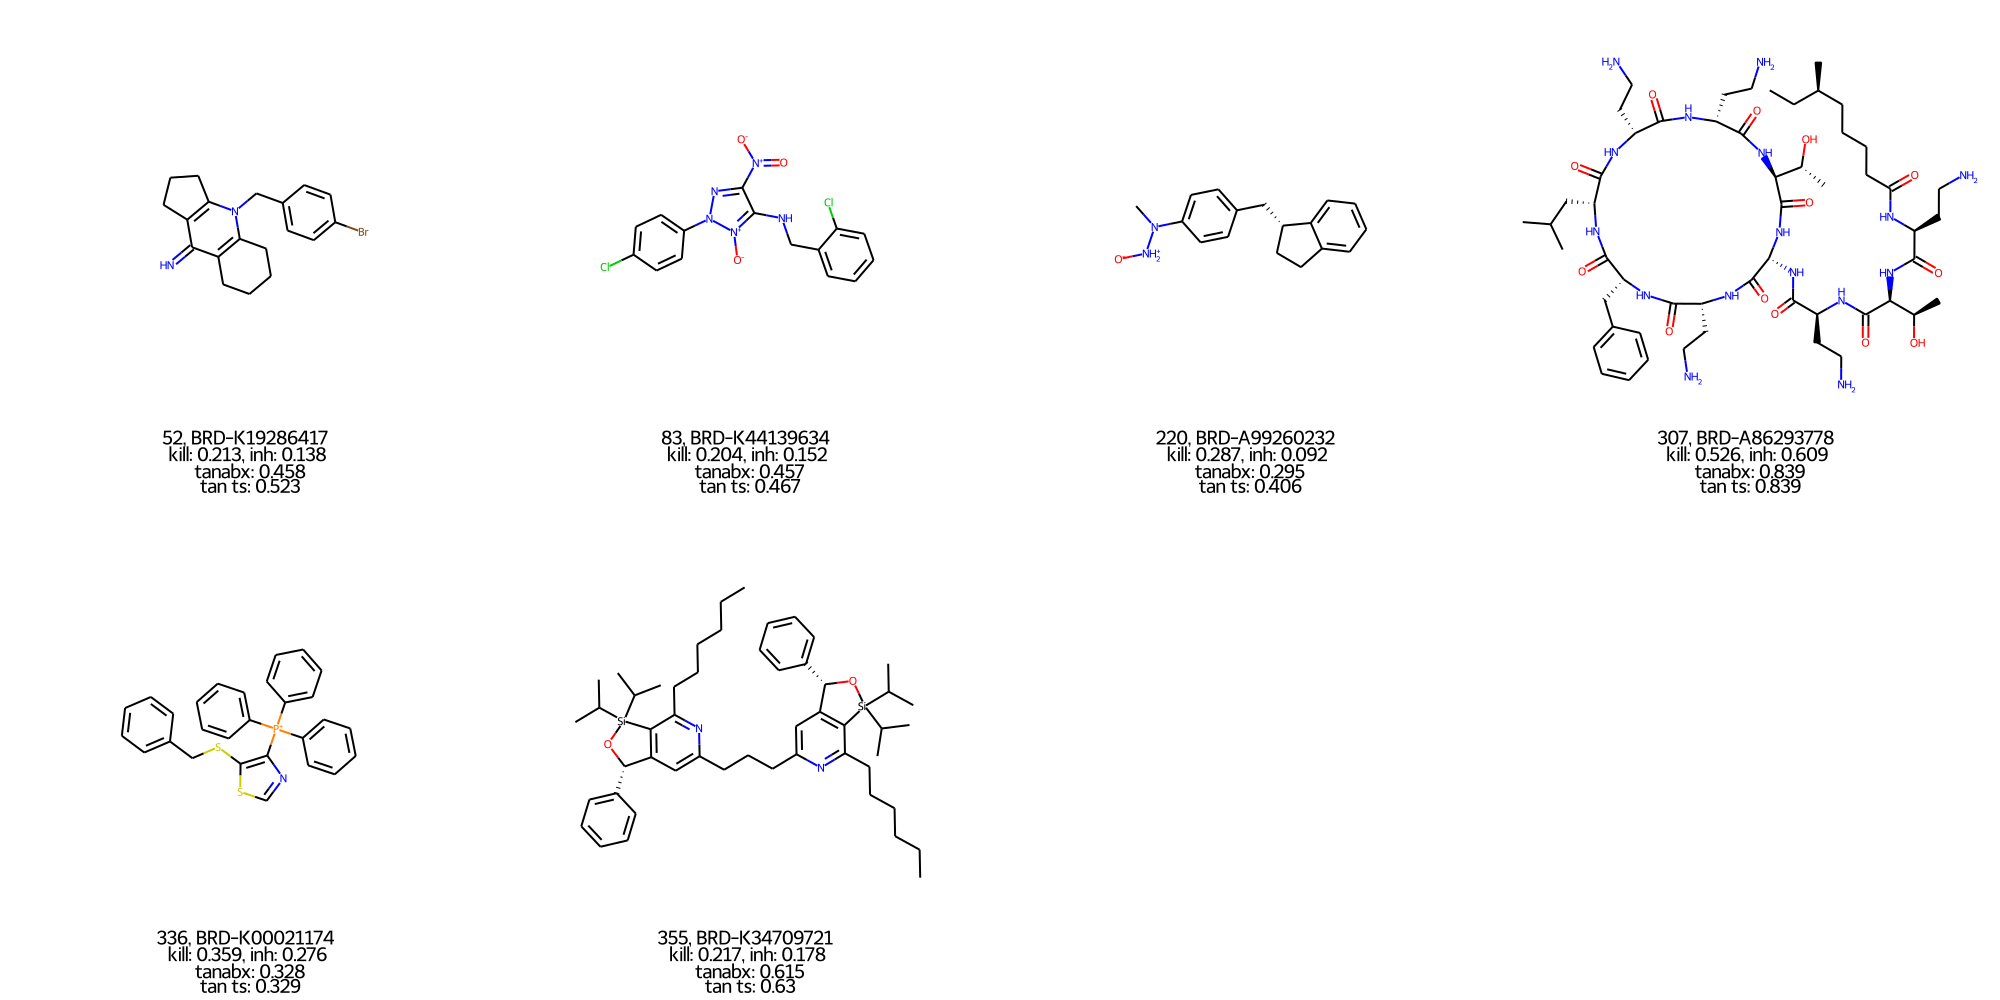 52, BRD-K19286417
kill: 0.213, inh: 0.138
tanabx: 0.458
tan ts: 0.523
83, BRD-K44139634
kill: 0.204, inh: 0.152
tanabx: 0.457
tan ts: 0.467
220, BRD-A99260232
kill: 0.287, inh: 0.092
tanabx: 0.295
tan ts: 0.406
307, BRD-A86293778
kill: 0.526, inh: 0.609
tanabx: 0.839
tan ts: 0.839
336, BRD-K00021174
kill: 0.359, inh: 0.276
tanabx: 0.328
tan ts: 0.329
355, BRD-K34709721
kill: 0.217, inh: 0.178
tanabx: 0.615
tan ts: 0.63